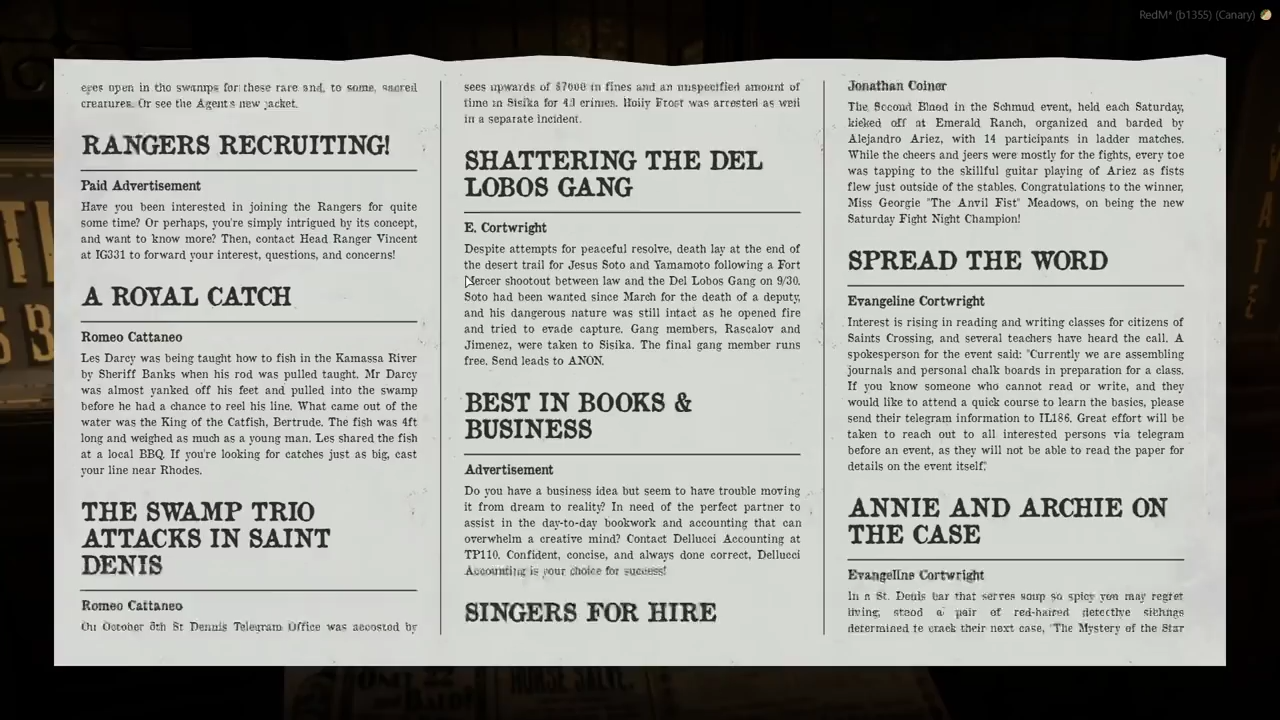 RedM* (b1355) (Canary)
eyes open in the swamps for these rare and, to some, sacred
creatures. Or see the Agents new jacket.
RANGERS RECRUITING!
Paid Advertisement
Have you been interested in joining the Rangers for quite
some time? Or perhaps, you're simply intrigued by its concept,
and want to know more? Then, contact Head Ranger Vincent
at IG331 to forward your interest, questions, and concerns!
A ROYAL CATCH
Romeo Cattaneo
Les Darcy was being taught how to fish in the Kamassa River
by Sheriff Banks when his rod was pulled taught. Mr Darcy
was almost yanked off his feet and pulled into the swamp
before he had a chance to reel his line. What came out of the
water was the King of the Catfish, Bertrude. The fish was 4ft
long and weighed as much as a young man. Les shared the fish
at a local BBQ. If you're looking for catches just as big, cast
your line near Rhodes.
THE SWAMP TRIO
ATTACKS IN SAINT
DENIS
Romeo Cattaneo
On October 8th St Dennis Telegram Office was accosted by
sees upwards of $7000 in fines and an unspecified amount of
time in Sisika for 43 crimes. Holly Frost was arrested as well
in a separate incident.
SHATTERING THE DEL
LOBOS GANG
E. Cortwright
Despite attempts for peaceful resolve, death lay at the end of
the desert trail for Jesus Soto and Yamamoto following a Fort
Mercer shootout between law and the Del Lobos Gang on 9/30.
Soto had been wanted since March for the death of a deputy,
and his dangerous nature was still intact as he opened fire
and tried to evade capture. Gang members, Rascalov and
Jimenez, were taken to Sisika. The final gang member runs
free. Send leads to ANON.
BEST IN BOOKS &
BUSINESS
Advertisement
Do you have a business idea but seem to have trouble moving
it from dream to reality? In need of the perfect partner to
assist in the day-to-day bookwork and accounting that can
overwhelm a creative mind? Contact Dellucci Accounting at
TP110. Confident, concise, and always done correct, Dellucci
Accounting is your choice for success!
SINGERS FOR HIRE
Jonathan Coiner
The Second Blood in the Schmud event, held each Saturday,
kicked off at Emerald Ranch, organized and barded by
Alejandro Ariez, with 14 participants in ladder matches.
While the cheers and jeers were mostly for the fights, every toe
was tapping to the skillful guitar playing of Ariez as fists
flew just outside of the stables. Congratulations to the winner,
Miss Georgie "The Anvil Fist" Meadows, on being the new
Saturday Fight Night Champion!
SPREAD THE WORD
Evangeline Cortwright
Interest is rising in reading and writing classes for citizens of
Saints Crossing, and several teachers have heard the call. A
spokesperson for the event said: "Currently we are assembling
journals and personal chalk boards in preparation for a class.
If you know someone who cannot read or write, and they
would like to attend a quick course to learn the basics, please
send their telegram information to IL186. Great effort will be
taken to reach out to all interested persons via telegram
before an event, as they will not be able to read the paper for
details on the event itself."
ANNIE AND ARCHIE ON
THE CASE
Evangeline Cortwright
In a St. Denis bar that serves soup so spicy you may regret
living, stood a pair of red-haired detective siblings
determined to crack their next case, "The Mystery of the Star